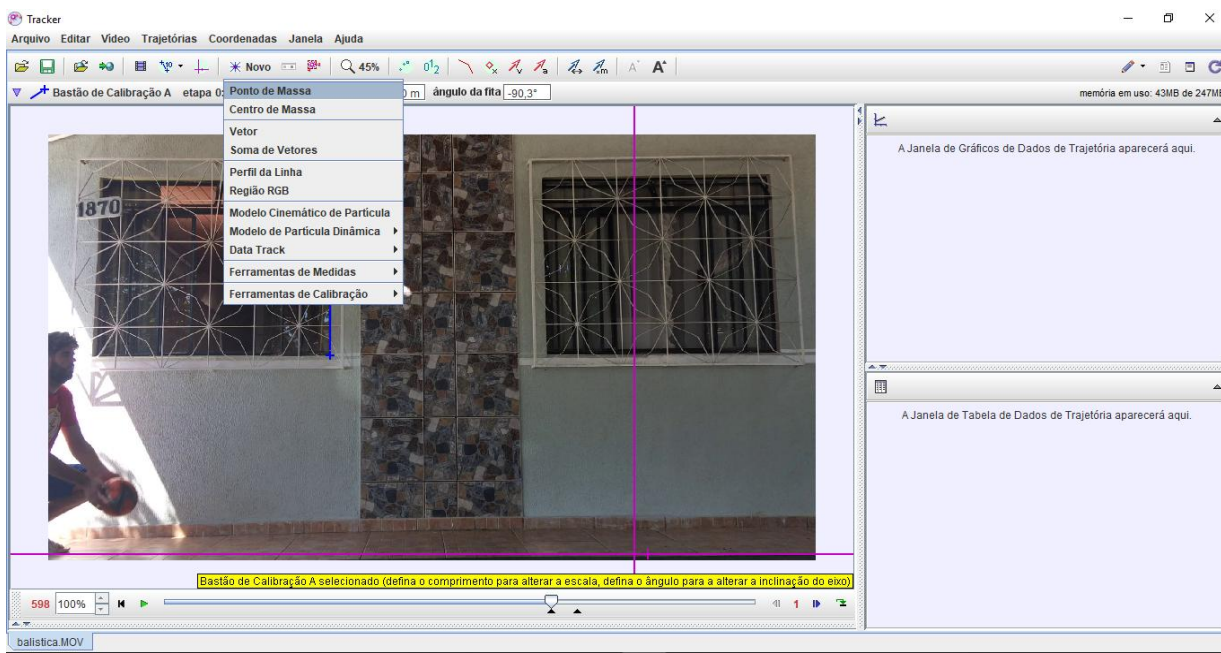 Tracker
Arquivo Editar Video Trajetórias Coordenadas Janela Ajuda
Novo 45%
Bastão de Calibração A etapa 0: 0 m ângulo da fita -90,3° memória em uso: 43MB de 247MB
Ponto de Massa
Centro de Massa
Vetor
Soma de Vetores
Perfil da Linha
Região RGB
Modelo Cinemático de Partícula
Modelo de Partícula Dinâmica
Data Track
Ferramentas de Medidas
Ferramentas de Calibração
1870
A Janela de Gráficos de Dados de Trajetória aparecerá aqui.
A Janela de Tabela de Dados de Trajetória aparecerá aqui.
Bastão de Calibração A selecionado (defina o comprimento para alterar a escala, defina o ângulo para a alterar a inclinação do eixo)
598 100% 1
balistica.MOV